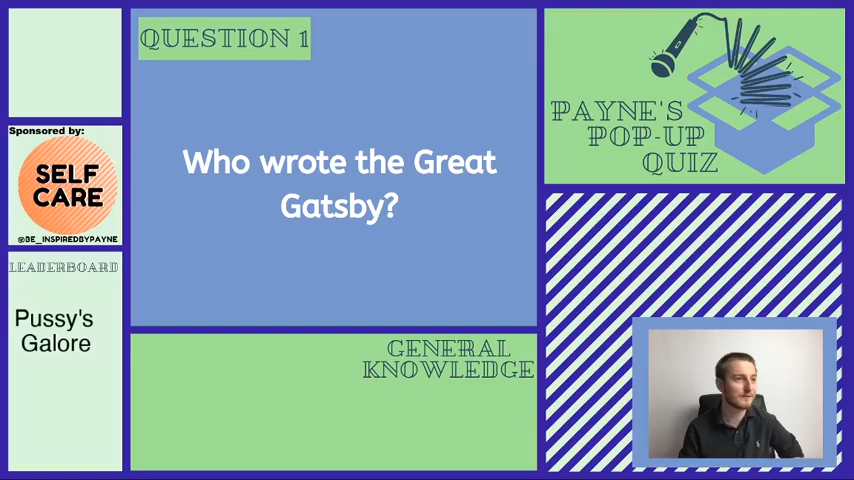 QUESTION 1
Who wrote the Great
Gatsby?
PAYNE'S
POP-UP
QUIZ
Sponsored by:
SELF
CARE
@BE_INSPIREDBYPAYNE
LEADERBOARD
Pussy's
Galore
GENERAL
KNOWLEDGE